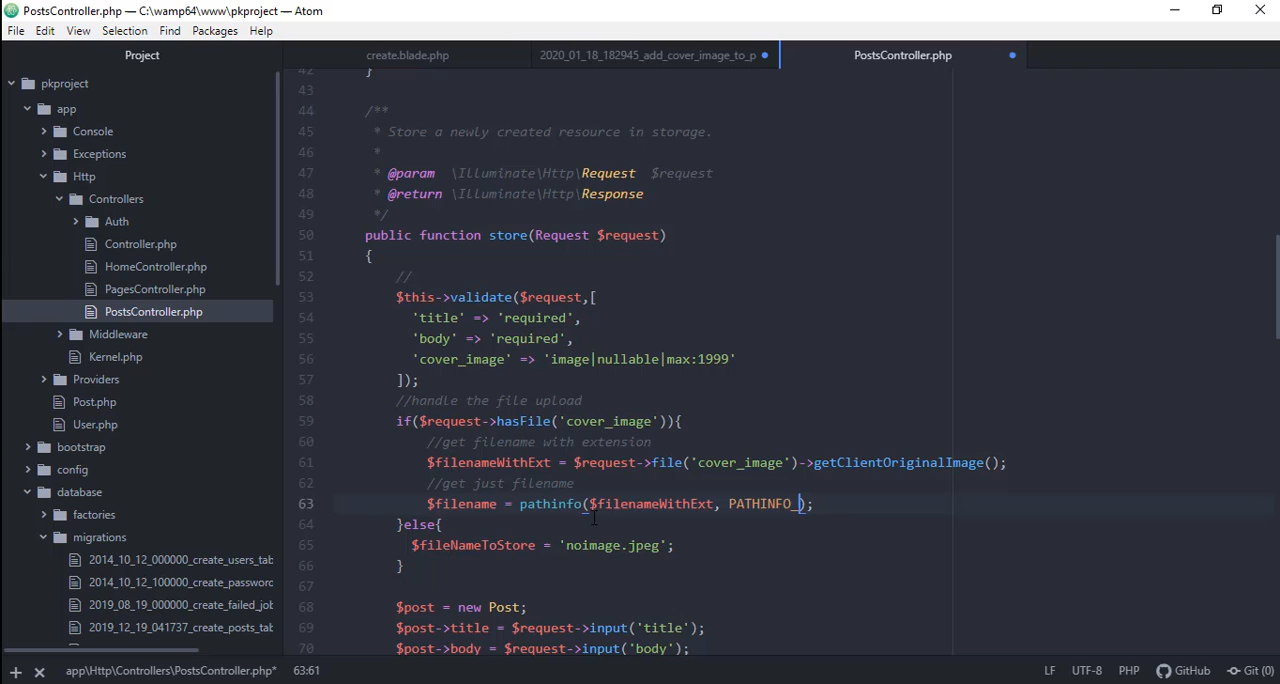 PostsController.php — C:\wamp64\www\pkproject — Atom
File Edit View Selection Find Packages Help
Project
create.blade.php
2020_01_18_182945_add_cover_image_to_p
PostsController.php
pkproject
app
Console
Exceptions
Http
Controllers
Auth
Controller.php
HomeController.php
PagesController.php
PostsController.php
Middleware
Kernel.php
Providers
Post.php
User.php
bootstrap
config
database
factories
migrations
2014_10_12_000000_create_users_tab
2014_10_12_100000_create_password
2019_08_19_000000_create_failed_job
2019_12_19_041737_create_posts_tab
42 }
43
44 /**
45 * Store a newly created resource in storage.
46 *
47 * @param \Illuminate\Http\Request $request
48 * @return \Illuminate\Http\Response
49 */
50 public function store(Request $request)
51 {
52 //
53 $this->validate($request,[
54 'title' => 'required',
55 'body' => 'required',
56 'cover_image' => 'image|nullable|max:1999'
57 ]);
58 //handle the file upload
59 if($request->hasFile('cover_image')){
60 //get filename with extension
61 $filenameWithExt = $request->file('cover_image')->getClientOriginalImage();
62 //get just filename
63 $filename = pathinfo($filenameWithExt, PATHINFO_);
64 }else{
65 $fileNameToStore = 'noimage.jpeg';
66 }
67
68 $post = new Post;
69 $post->title = $request->input('title');
70 $post->body = $request->input('body');
app\Http\Controllers\PostsController.php* 63:61 LF UTF-8 PHP GitHub Git (0)